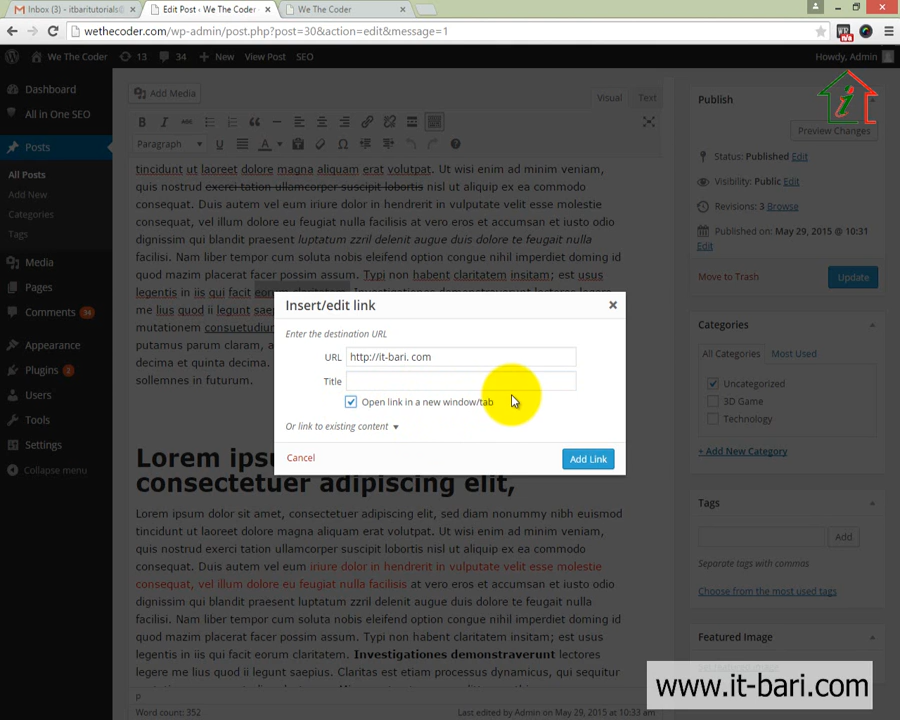 Inbox (3) - itbaritutorials@
Edit Post ‹ We The Coder
We The Coder
wethecoder.com/wp-admin/post.php?post=30&action=edit&message=1
We The Coder
13
34
+ New
View Post
SEO
Howdy, Admin
Dashboard
All In One SEO
Posts
All Posts
Add New
Categories
Tags
Media
Pages
Comments 34
Appearance
Plugins 2
Users
Tools
Settings
Collapse menu
Add Media
Visual
Text
Paragraph
tincidunt ut laoreet dolore magna aliquam erat volutpat. Ut wisi enim ad minim veniam,
quis nostrud exerci tation ullamcorper suscipit lobortis nisl ut aliquip ex ea commodo
consequat. Duis autem vel eum iriure dolor in hendrerit in vulputate velit esse molestie
consequat, vel illum dolore eu feugiat nulla facilisis at vero eros et accumsan et iusto odio
dignissim qui blandit praesent luptatum zzril delenit augue duis dolore te feugait nulla
facilisi. Nam liber tempor cum soluta nobis eleifend option congue nihil imperdiet doming id
quod mazim placerat facer possim assum. Typi non habent claritatem insitam; est usus
legentis in iis qui facit
me lius quod ii legunt saepius
mutationem consuetudium
putamus parum claram, a
decima et quinta decima.
sollemnes in futurum.
Insert/edit link
Enter the destination URL
URL
http://it-bari. com
Title
Open link in a new window/tab
Or link to existing content
Cancel
Add Link
Lorem ipsu
consectetuer adipiscing elit,
Lorem ipsum dolor sit amet, consectetuer adipiscing elit, sed diam nonummy nibh euismod
tincidunt ut laoreet dolore magna aliquam erat volutpat. Ut wisi enim ad minim veniam,
quis nostrud exerci tation ullamcorper suscipit lobortis nisl ut aliquip ex ea commodo
consequat. Duis autem vel eum iriure dolor in hendrerit in vulputate velit esse molestie
consequat, vel illum dolore eu feugiat nulla facilisis at vero eros et accumsan et iusto odio
dignissim qui blandit praesent luptatum zzril delenit augue duis dolore te feugait nulla
facilisi. Nam liber tempor cum soluta nobis eleifend option congue nihil imperdiet doming id
quod mazim placerat facer possim assum. Typi non habent claritatem insitam; est usus
legentis in iis qui facit eorum claritatem. Investigationes demonstraverunt lectores
legere me lius quod ii legunt saepius. Claritas est etiam processus dynamicus, qui sequitur
p
Word count: 352
Last edited by Admin on May 29, 2015 at 10:33 am
Publish
Preview Changes
Status: Published Edit
Visibility: Public Edit
Revisions: 3 Browse
Published on: May 29, 2015 @ 10:31
Edit
Move to Trash
Update
Categories
All Categories
Most Used
Uncategorized
3D Game
Technology
+ Add New Category
Tags
Add
Separate tags with commas
Choose from the most used tags
Featured Image
www.it-bari.com